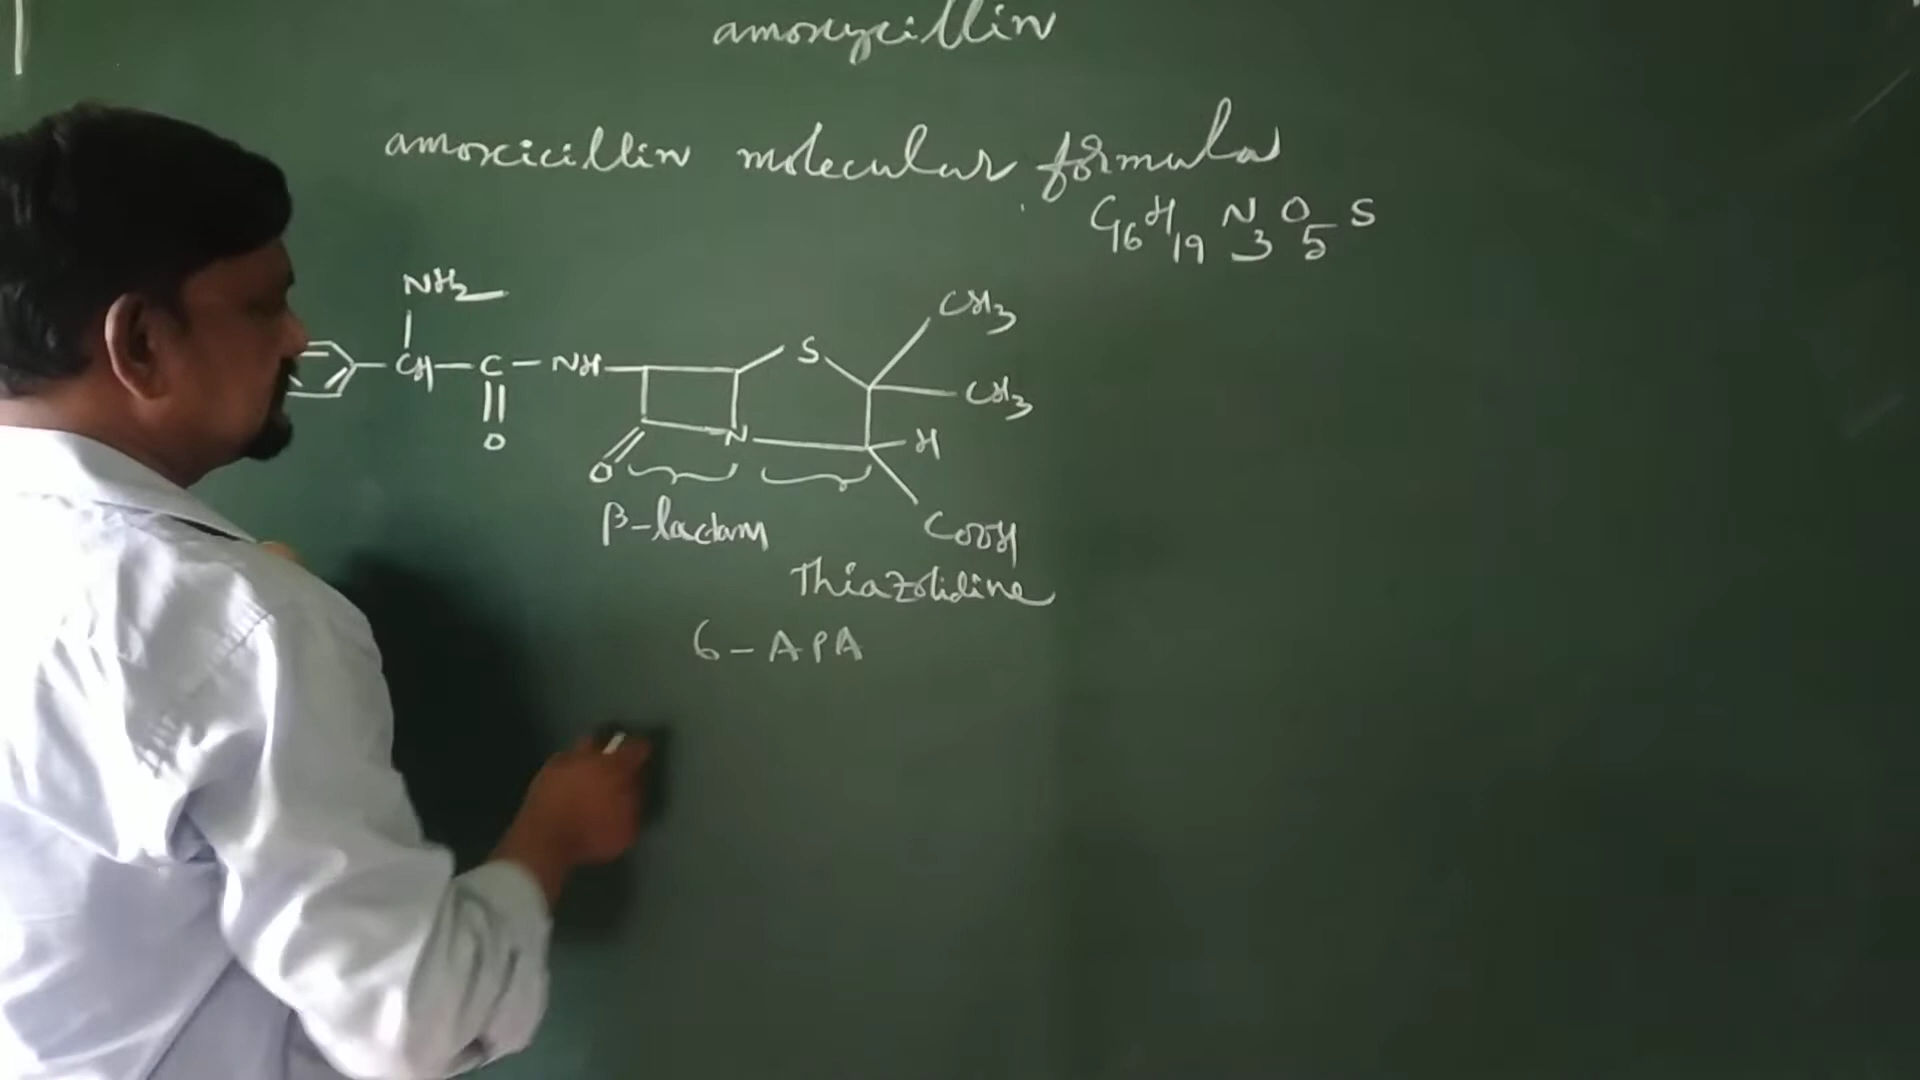 amoxycillin
amoxicillin molecular formula
C16H19N3O5S
NH2
CH3
S
CH - C - NH
CH3
O
N
H
O
β-lactam
COOH
Thiazolidine
6-APA